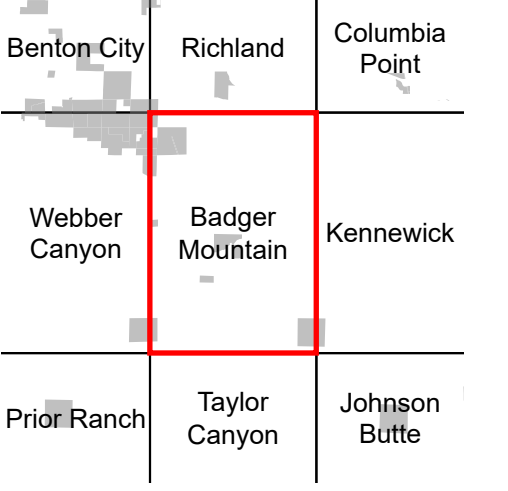 Benton City
Richland
Columbia
Point
Webber
Canyon
Badger
Mountain
Kennewick
Prior Ranch
Taylor
Canyon
Johnson
Butte